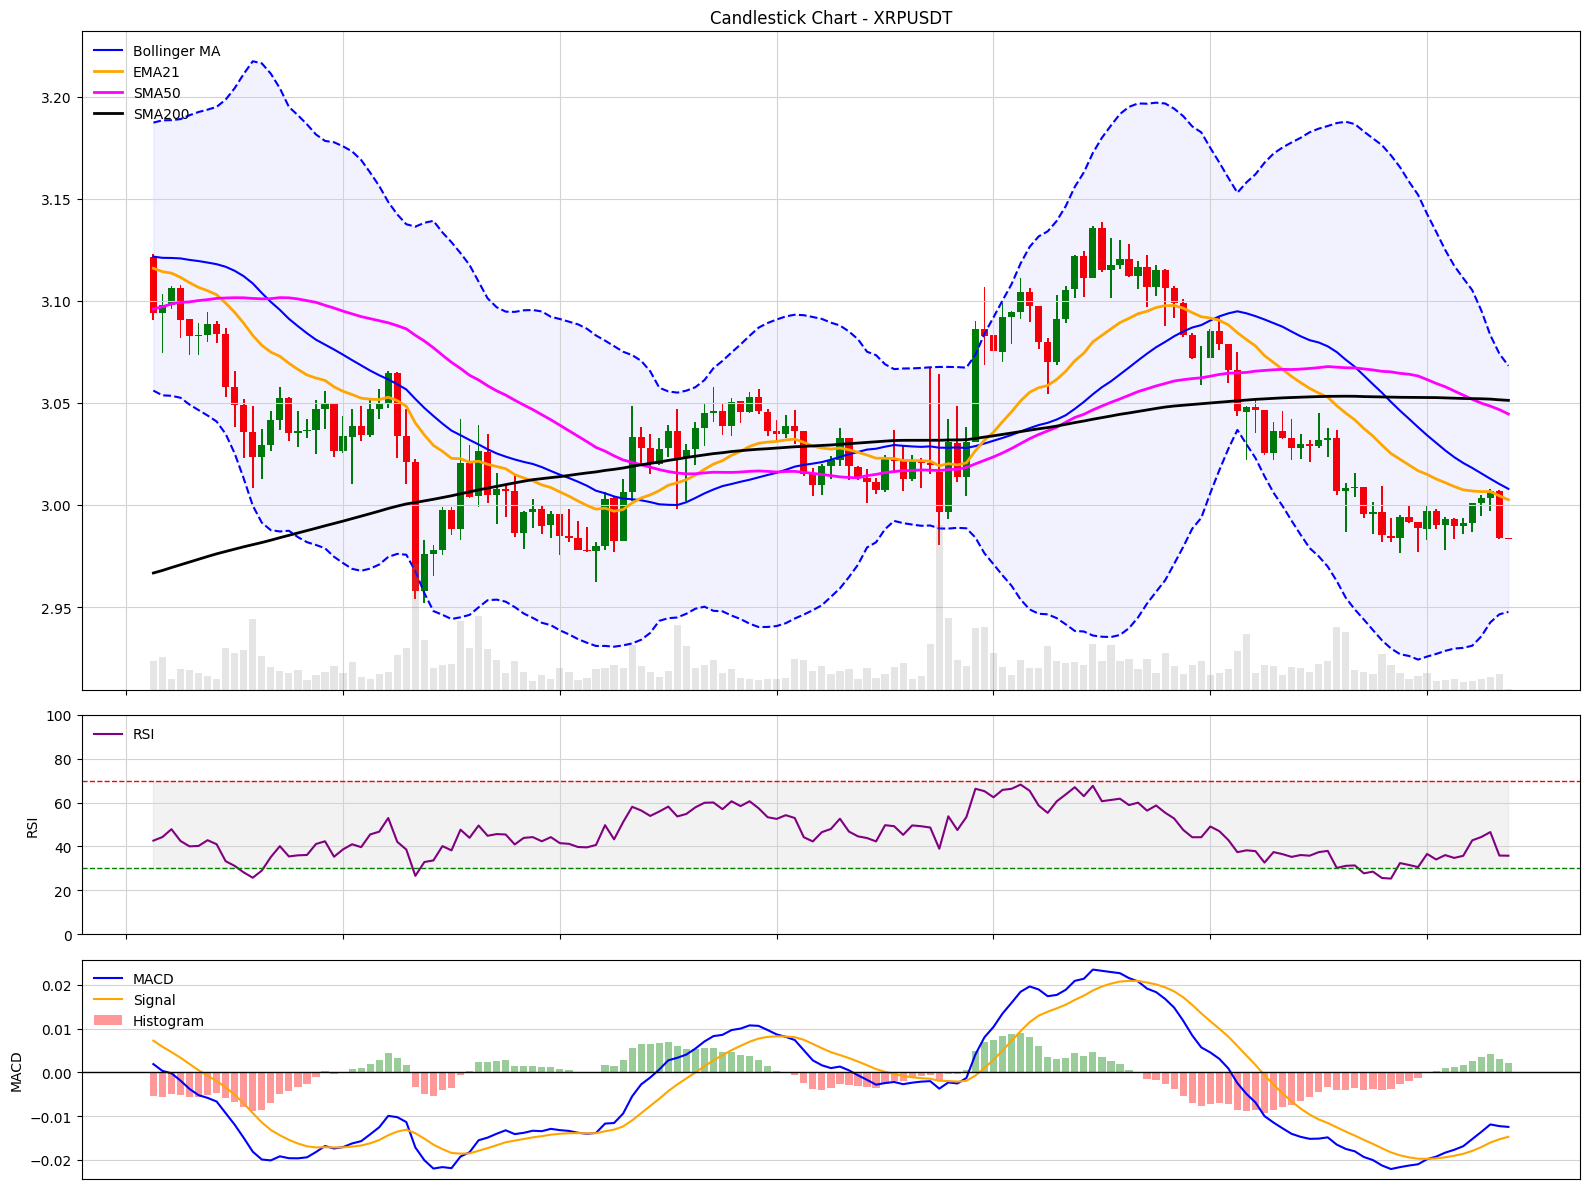 Candlestick Chart - XRPUSDT
Bollinger MA
EMA21
SMA50
SMA200
3.20
3.15
3.10
3.05
3.00
2.95
RSI
100
80
60
40
20
0
RSI
MACD
Signal
Histogram
0.02
0.01
0.00
−0.01
−0.02
MACD